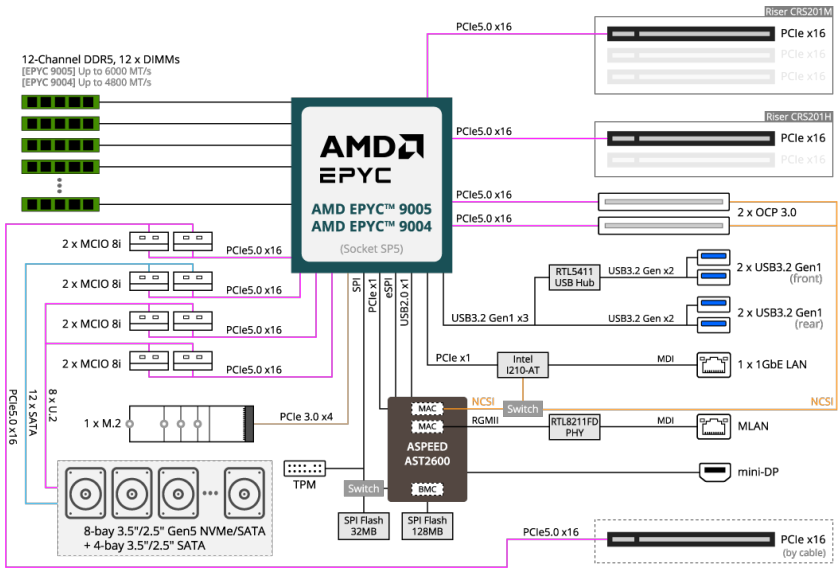 Riser CRS201M
PCIe5.0 x16
PCIe x16
PCIe x16
PCIe x16
12-Channel DDR5, 12 x DIMMs
[EPYC 9005] Up to 6000 MT/s
[EPYC 9004] Up to 4800 MT/s
Riser CRS201H
PCIe5.0 x16
PCIe x16
PCIe x16
AMD
EPYC
AMD EPYC™ 9005
AMD EPYC™ 9004
(Socket SP5)
PCIe5.0 x16
PCIe5.0 x16
2 x OCP 3.0
2 x MCIO 8i
PCIe5.0 x16
2 x MCIO 8i
PCIe5.0 x16
2 x MCIO 8i
PCIe5.0 x16
2 x MCIO 8i
PCIe5.0 x16
SPI
PCIe x1
eSPI
USB2.0 x1
RTL5411
USB Hub
USB3.2 Gen x2
2 x USB3.2 Gen1
(front)
USB3.2 Gen1 x3
USB3.2 Gen x2
2 x USB3.2 Gen1
(rear)
PCIe x1
Intel
I210-AT
MDI
1 x 1GbE LAN
PCIe5.0 x16
12 x SATA
8 x U.2
1 x M.2
PCIe 3.0 x4
MAC
NCSI
Switch
NCSI
MAC
RGMII
RTL8211FD
PHY
MDI
MLAN
ASPEED
AST2600
TPM
mini-DP
Switch
BMC
SPI Flash
32MB
SPI Flash
128MB
8-bay 3.5"/2.5" Gen5 NVMe/SATA
+ 4-bay 3.5"/2.5" SATA
PCIe5.0 x16
PCIe x16
(by cable)